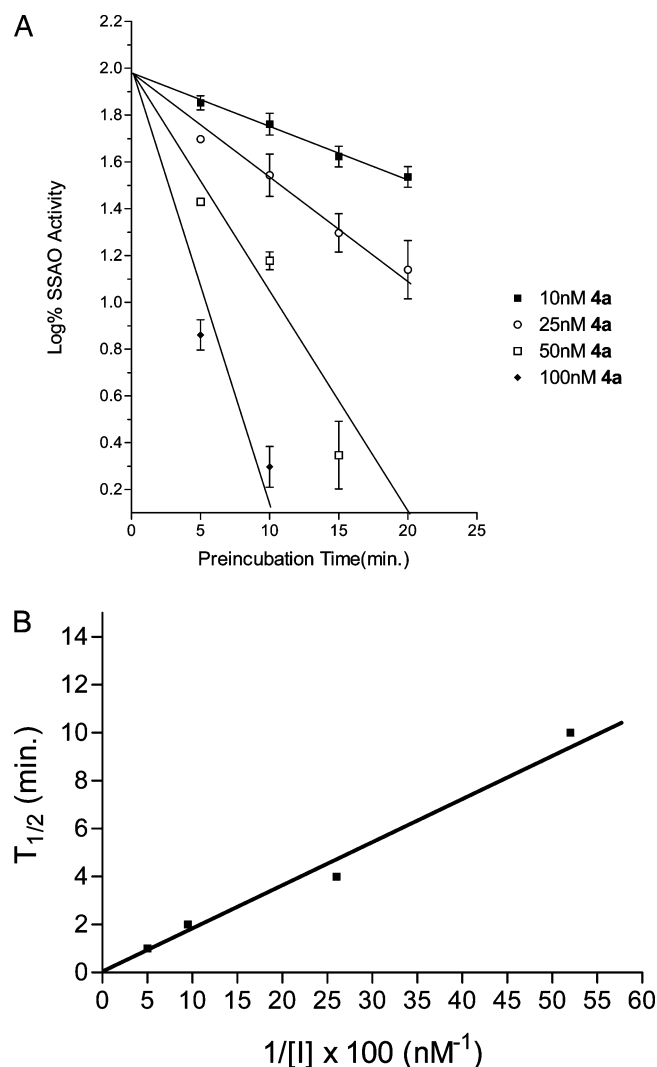 A
2.2
2.0
1.8
1.6
1.4
1.2
1.0
0.8
0.6
0.4
0.2
Log% SSAO Activity
0 5 10 15 20 25
Preincubation Time(min.)
10nM 4a
25nM 4a
50nM 4a
100nM 4a
B
14
12
10
8
6
4
2
0
T1/2 (min.)
0 5 10 15 20 25 30 35 40 45 50 55 60
1/[I] x 100 (nM-1)